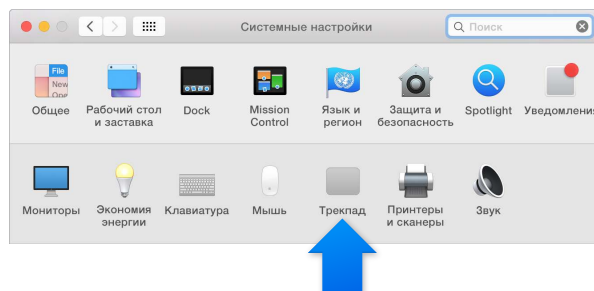 Системные настройки
Поиск
File
New
Ope
Общее
Рабочий стол
и заставка
Dock
Mission
Control
Язык и
регион
Защита и
безопасность
Spotlight
Уведомления
Мониторы
Экономия
энергии
Клавиатура
Мышь
Трекпад
Принтеры
и сканеры
Звук